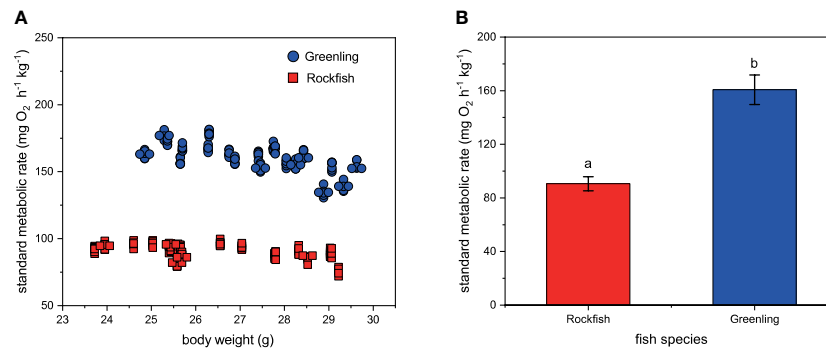 A
standard metabolic rate (mg O₂ h⁻¹ kg⁻¹)
250
200
150
100
50
Greenling
Rockfish
23 24 25 26 27 28 29 30
body weight (g)
B
standard metabolic rate (mg O₂ h⁻¹ kg⁻¹)
200
160
120
80
40
0
a
b
Rockfish Greenling
fish species